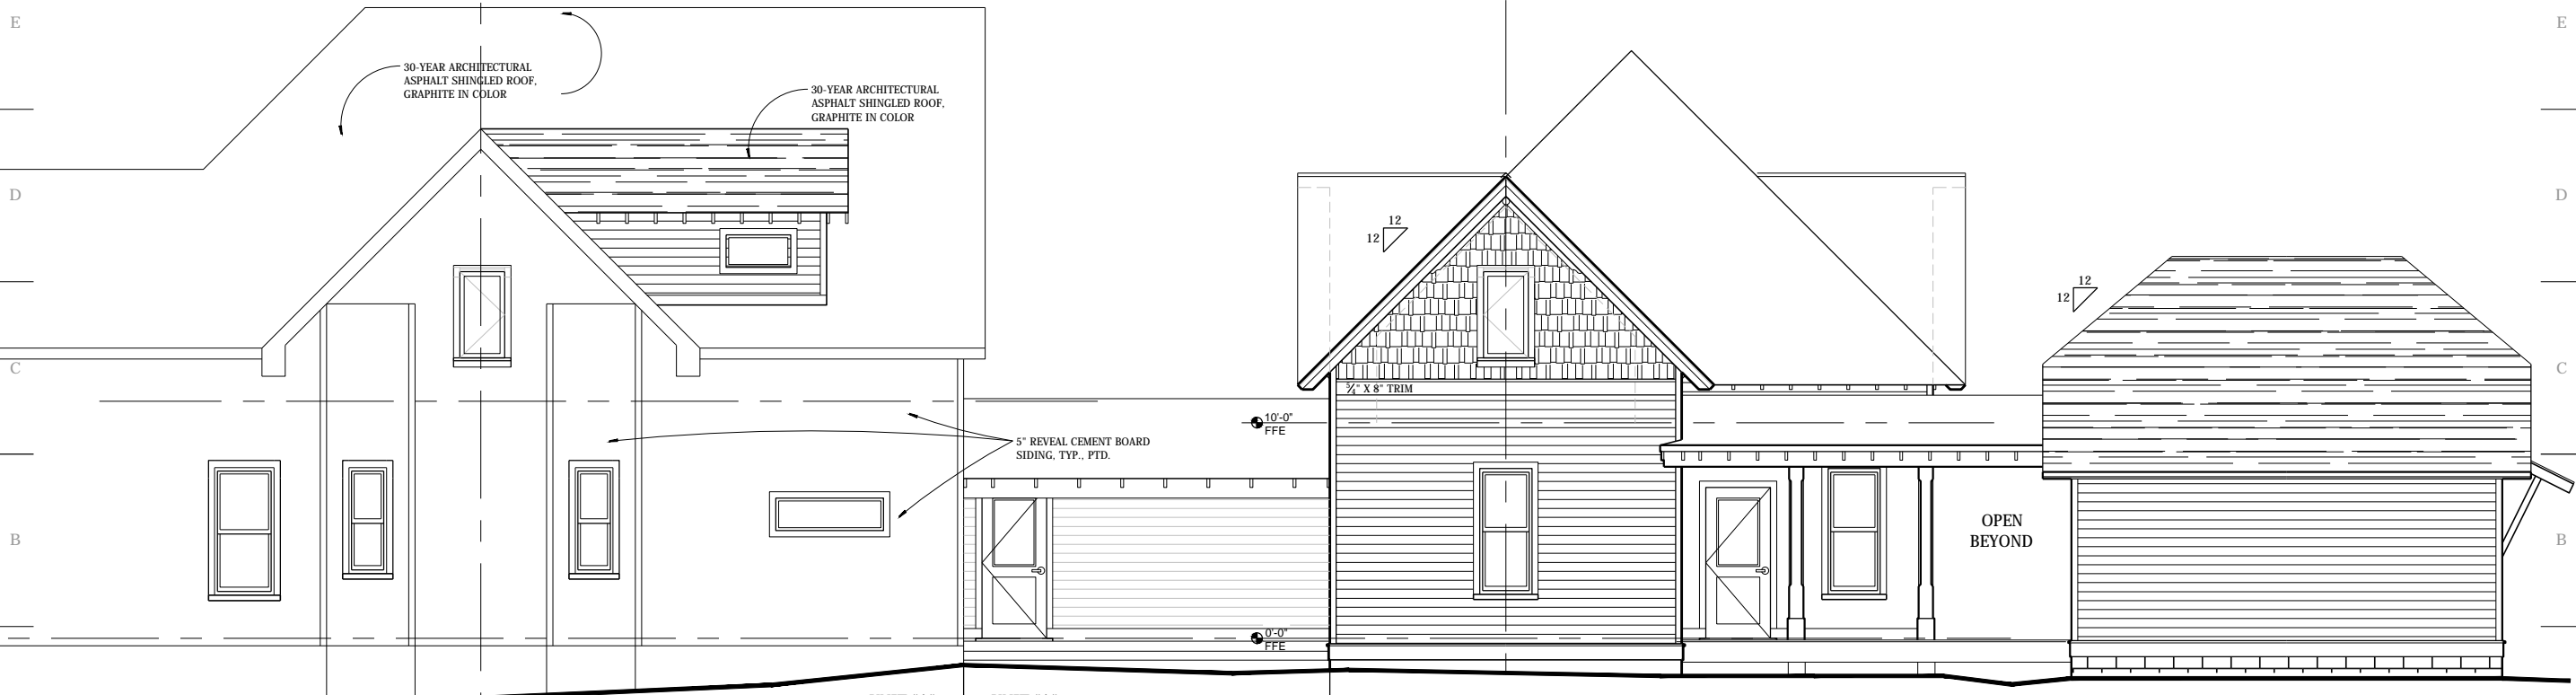 E
E
30-YEAR ARCHITECTURAL
ASPHALT SHINGLED ROOF,
GRAPHITE IN COLOR
30-YEAR ARCHITECTURAL
ASPHALT SHINGLED ROOF,
GRAPHITE IN COLOR
D
D
12
12
12
12
C
C
5/4" X 8" TRIM
10'-0"
FFE
5" REVEAL CEMENT BOARD
SIDING, TYP., PTD.
OPEN
BEYOND
B
B
0'-0"
FFE